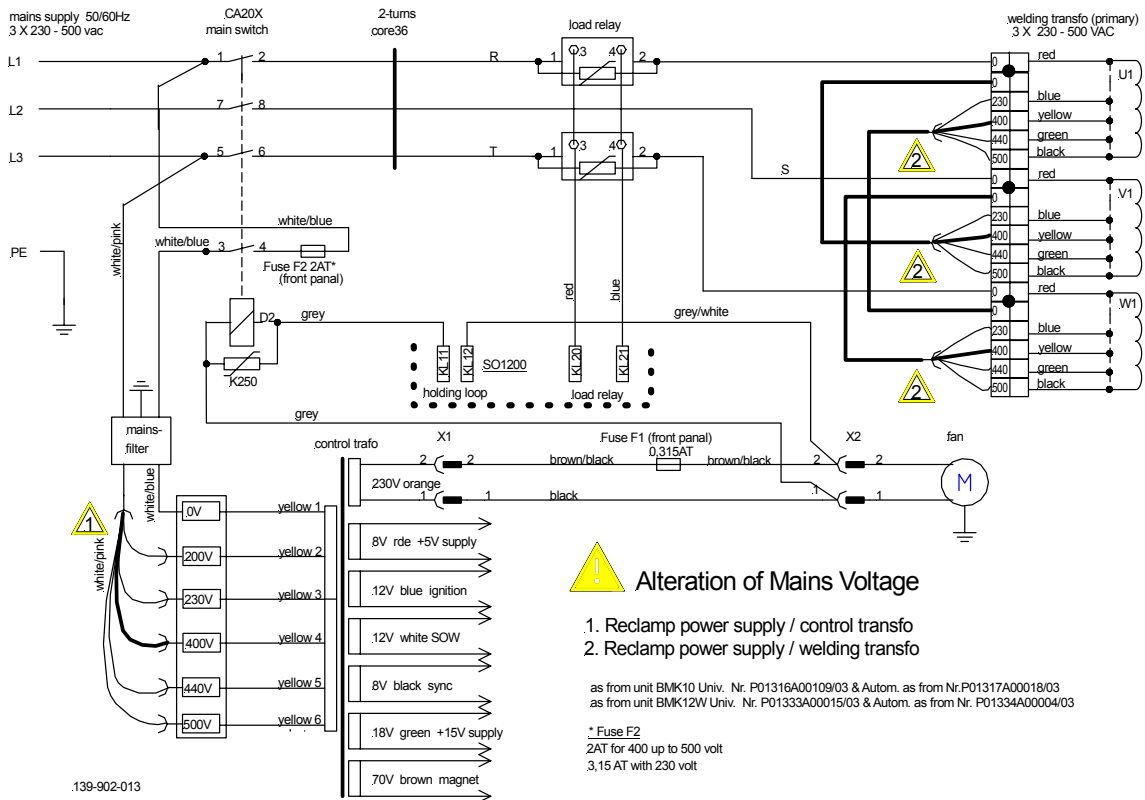 mains supply 50/60Hz
3 X 230 - 500 vac
CA20X
main switch
2-turns
core36
load relay
welding transfo (primary)
3 X 230 - 500 VAC
L1
1
2
R
1
3
4
2
0
red
U1
0
L2
7
8
230
blue
400
yellow
440
green
2
500
black
L3
5
6
T
1
3
4
2
S
0
red
V1
0
230
blue
white/blue
400
yellow
PE
white/pink
white/blue
3
4
440
green
2
500
black
Fuse F2 2AT*
(front panal)
red
blue
0
red
W1
0
D2
grey
grey/white
230
blue
400
yellow
K250
KL11
KL12
SO1200
KL20
KL21
440
green
2
500
black
holding loop
load relay
grey
mains-
filter
control trafo
X1
Fuse F1 (front panal)
0,315AT
X2
fan
2
2
brown/black
brown/black
2
2
230V orange
M
1
1
black
1
1
1
white/blue
white/pink
0V
yellow 1
200V
yellow 2
230V
yellow 3
400V
yellow 4
440V
yellow 5
500V
yellow 6
8V rde +5V supply
12V blue ignition
12V white SOW
8V black sync
18V green +15V supply
70V brown magnet
! Alteration of Mains Voltage
1. Reclamp power supply / control transfo
2. Reclamp power supply / welding transfo
as from unit BMK10 Univ. Nr. P01316A00109/03 & Autom. as from Nr.P01317A00018/03
as from unit BMK12W Univ. Nr. P01333A00015/03 & Autom. as from Nr. P01334A00004/03
* Fuse F2
2AT for 400 up to 500 volt
3,15 AT with 230 volt
139-902-013